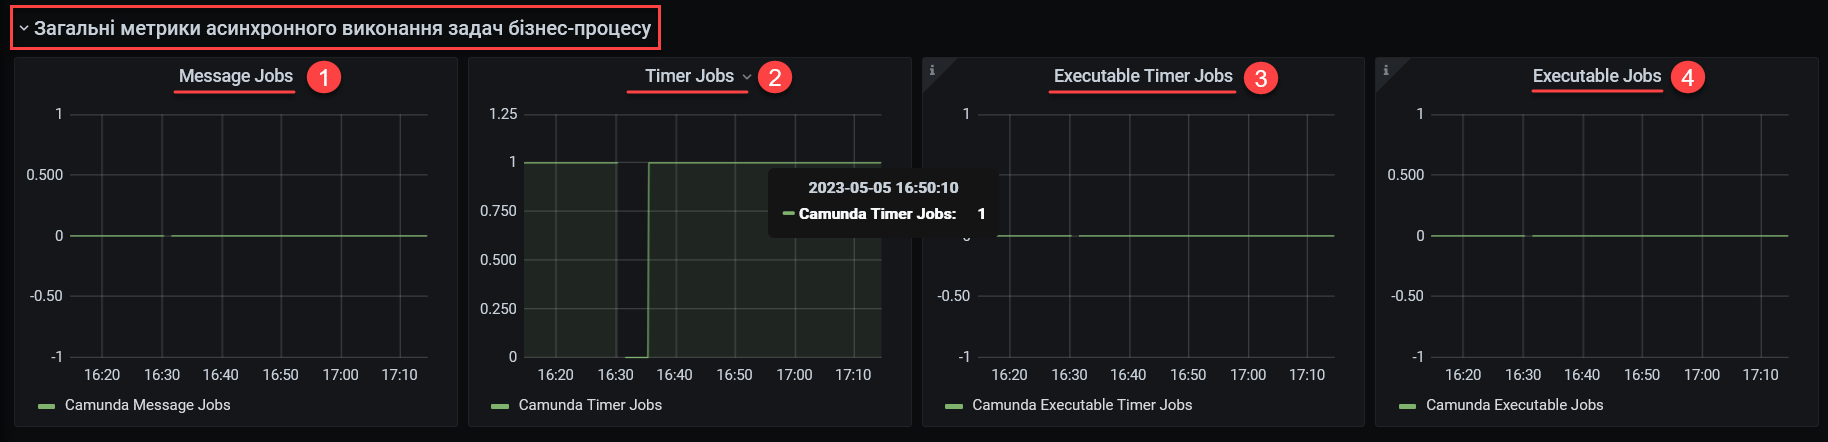 Загальні метрики асинхронного виконання задач бізнес-процесу
Message Jobs 1
1
0.500
0
-0.50
-1
16:20 16:30 16:40 16:50 17:00 17:10
Camunda Message Jobs
Timer Jobs 2
1.25
1
0.750
0.500
0.250
0
16:20 16:30 16:40 16:50 17:00 17:10
Camunda Timer Jobs
2023-05-05 16:50:10
Camunda Timer Jobs: 1
i
Executable Timer Jobs 3
1
0
-0.50
-1
16:20 16:30 16:40 16:50 17:00 17:10
Camunda Executable Timer Jobs
i
Executable Jobs 4
1
0.500
0
-0.50
-1
16:20 16:30 16:40 16:50 17:00 17:10
Camunda Executable Jobs